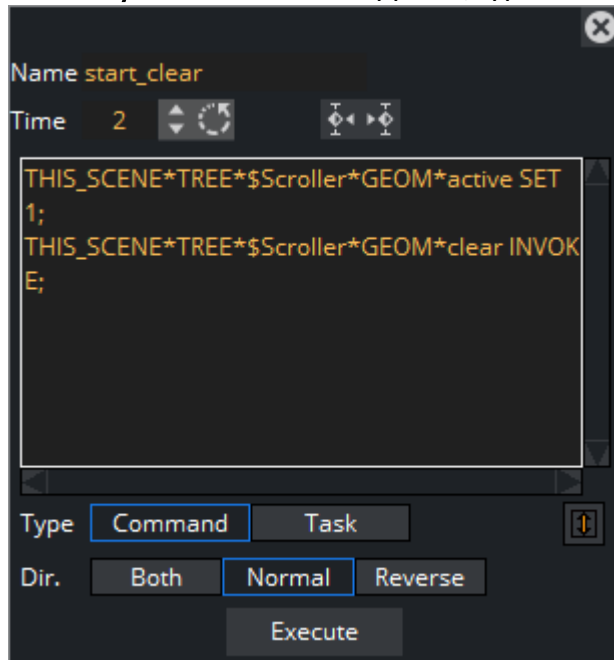 Name start_clear
Time 2
THIS_SCENE*TREE*$Scroller*GEOM*active SET
1;
THIS_SCENE*TREE*$Scroller*GEOM*clear INVOK
E;
Type Command Task
Dir. Both Normal Reverse
Execute